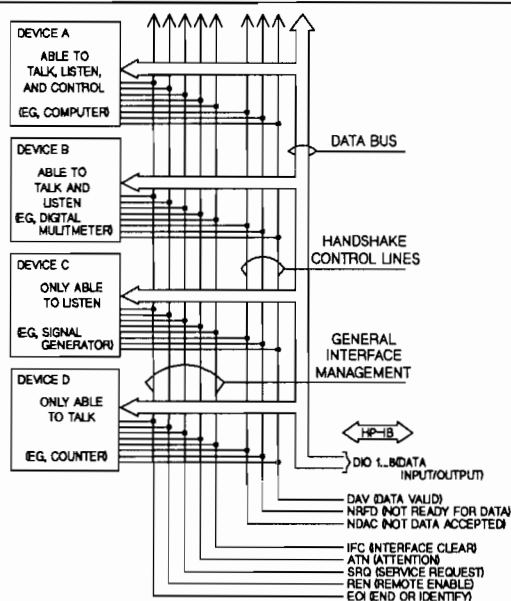 DEVICE A
ABLE TO
TALK, LISTEN,
AND CONTROL
(EG, COMPUTER)
DEVICE B
ABLE TO
TALK AND
LISTEN
(EG, DIGITAL
MULITMETER)
DEVICE C
ONLY ABLE
TO LISTEN
(EG, SIGNAL
GENERATOR)
DEVICE D
ONLY ABLE
TO TALK
(EG, COUNTER)
DATA BUS
HANDSHAKE
CONTROL LINES
GENERAL
INTERFACE
MANAGEMENT
HP-IB
DIO 1...8(DATA
INPUT/OUTPUT)
DAV (DATA VALID)
NRFD (NOT READY FOR DATA)
NDAC (NOT DATA ACCEPTED)
IFC (INTERFACE CLEAR)
ATN (ATTENTION)
SRQ (SERVICE REQUEST)
REN (REMOTE ENABLE)
EOI (END OR IDENTIFY)